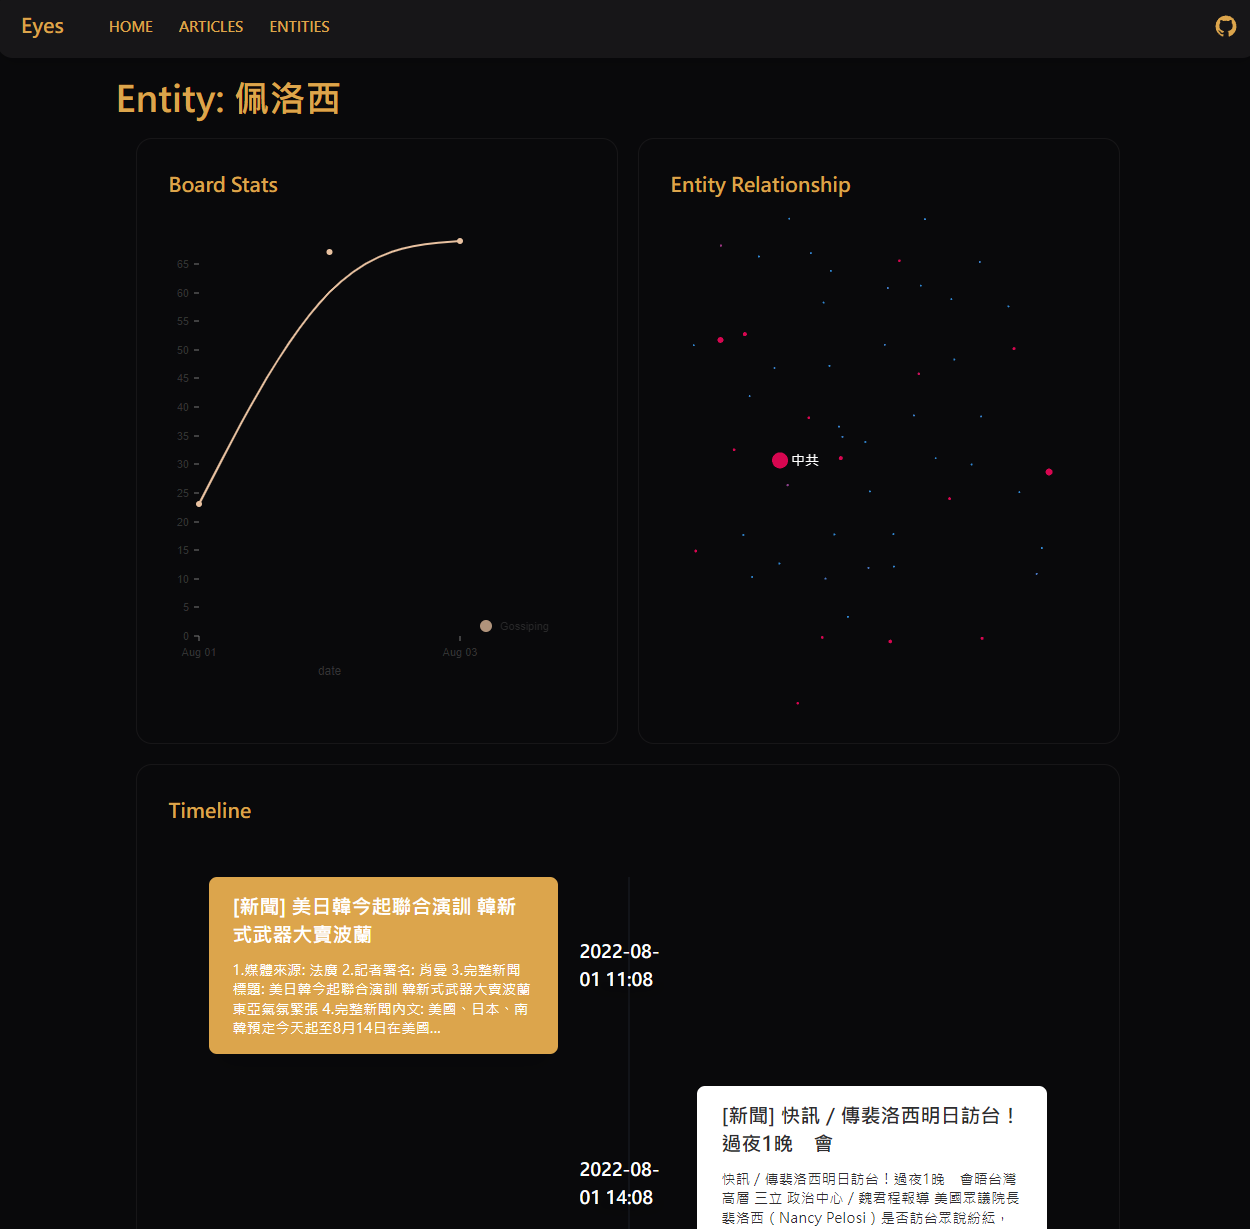 Eyes HOME ARTICLES ENTITIES
Entity: 佩洛西
Board Stats
65
60
55
50
45
40
35
30
25
20
15
10
5
0
Aug 01 Aug 03
date
Gossiping
Entity Relationship
中共
Timeline
[新聞] 美日韓今起聯合演訓 韓新
式武器大賣波蘭
1.媒體來源: 法廣 2.記者署名: 肖曼 3.完整新聞
標題: 美日韓今起聯合演訓 韓新式武器大賣波蘭
東亞氣氛緊張 4.完整新聞內文: 美國、日本、南
韓預定今天起至8月14日在美國...
2022-08-
01 11:08
[新聞] 快訊 / 傳裴洛西明日訪台！
過夜1晚　會
快訊 / 傳裴洛西明日訪台！過夜1晚　會晤台灣
高層 三立 政治中心 / 魏君程報導 美國眾議院長
裴洛西（Nancy Pelosi）是否訪台眾說紛紜，
2022-08-
01 14:08